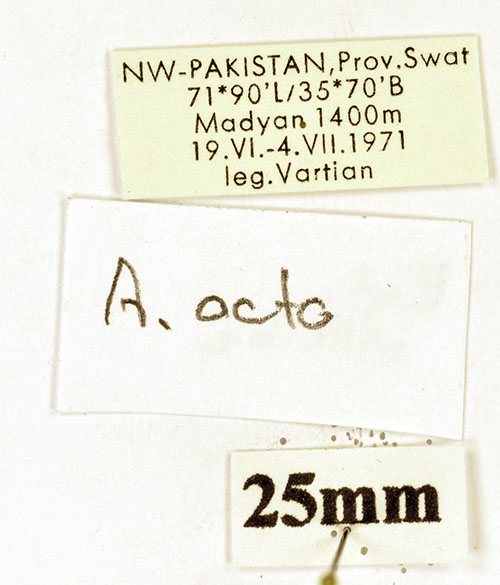 NW-PAKISTAN,Prov.Swat
71*90'L/35*70'B
Madyan 1400m
19.VI.-4.VII.1971
leg.Vartian
A. octo
25mm